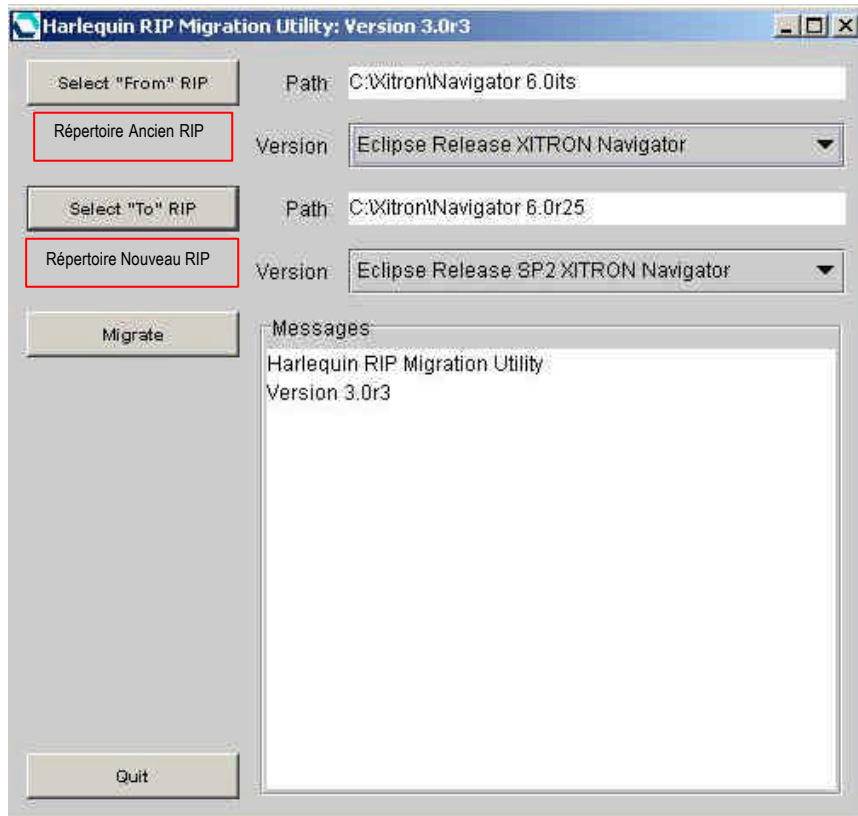 Harlequin RIP Migration Utility: Version 3.0r3
Select "From" RIP
Path C:\Xitron\Navigator 6.0its
Répertoire Ancien RIP
Version Eclipse Release XITRON Navigator
Select "To" RIP
Path C:\Xitron\Navigator 6.0r25
Répertoire Nouveau RIP
Version Eclipse Release SP2 XITRON Navigator
Migrate
Messages
Harlequin RIP Migration Utility
Version 3.0r3
Quit